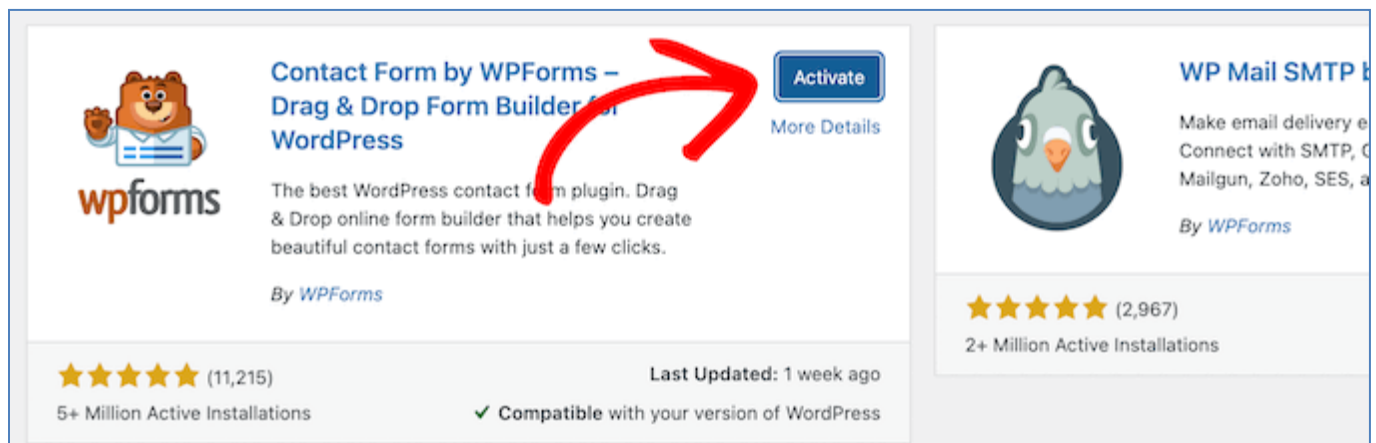 Contact Form by WPForms –
Drag & Drop Form Builder for
WordPress
Activate
More Details
The best WordPress contact form plugin. Drag
& Drop online form builder that helps you create
beautiful contact forms with just a few clicks.
By WPForms
wpforms
(11,215)
5+ Million Active Installations
Last Updated: 1 week ago
Compatible with your version of WordPress
WP Mail SMTP
Make email delivery
Connect with SMTP,
Mailgun, Zoho, SES,
By WPForms
(2,967)
2+ Million Active Installations